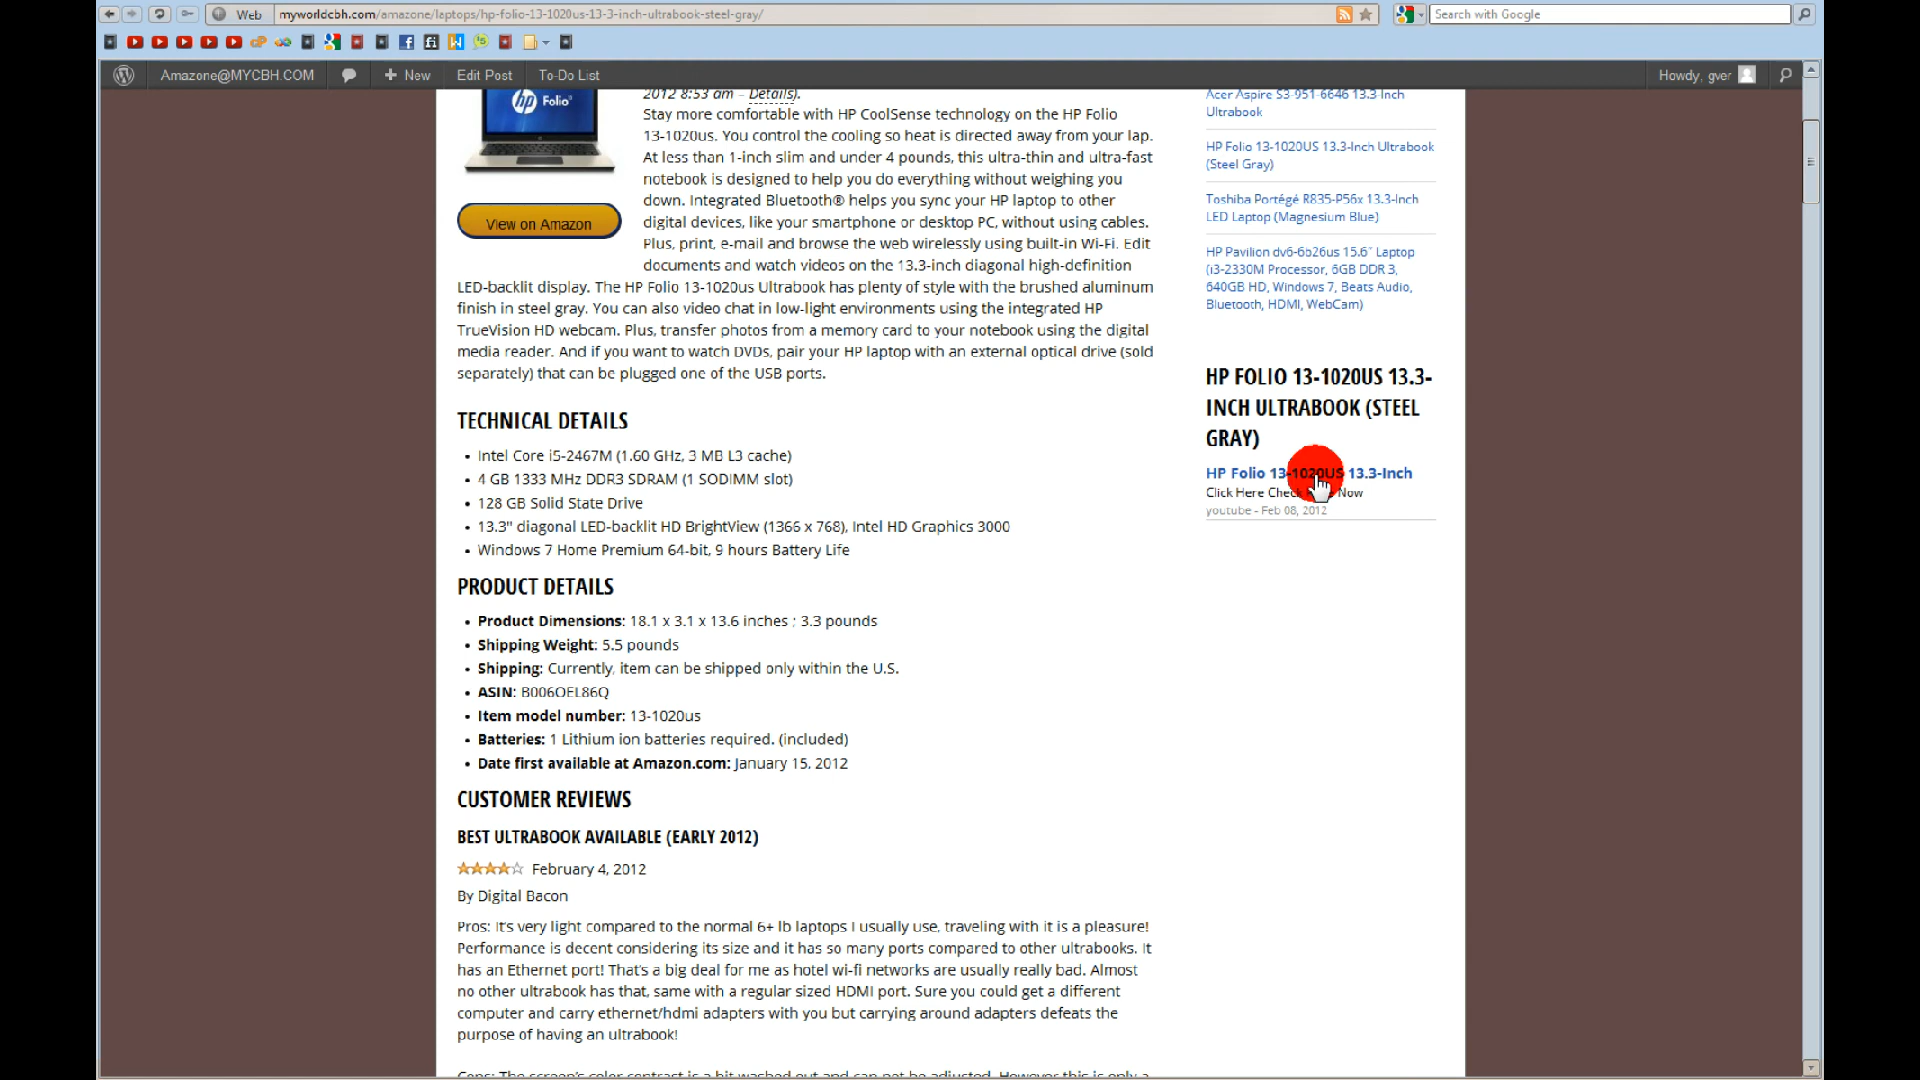 Web
myworldcbh.com/amazone/laptops/hp-folio-13-1020us-13-3-inch-ultrabook-steel-gray/
Search with Google
Amazone@MYCBH.COM
New
Edit Post
To-Do List
Howdy, gver
hp Folio
View on Amazon
2012 8:53 am – Details).
Stay more comfortable with HP CoolSense technology on the HP Folio
13-1020us. You control the cooling so heat is directed away from your lap.
At less than 1-inch slim and under 4 pounds, this ultra-thin and ultra-fast
notebook is designed to help you do everything without weighing you
down. Integrated Bluetooth® helps you sync your HP laptop to other
digital devices, like your smartphone or desktop PC, without using cables.
Plus, print, e-mail and browse the web wirelessly using built-in Wi-Fi. Edit
documents and watch videos on the 13.3-inch diagonal high-definition
LED-backlit display. The HP Folio 13-1020us Ultrabook has plenty of style with the brushed aluminum
finish in steel gray. You can also video chat in low-light environments using the integrated HP
TrueVision HD webcam. Plus, transfer photos from a memory card to your notebook using the digital
media reader. And if you want to watch DVDs, pair your HP laptop with an external optical drive (sold
separately) that can be plugged one of the USB ports.
TECHNICAL DETAILS
• Intel Core i5-2467M (1.60 GHz, 3 MB L3 cache)
• 4 GB 1333 MHz DDR3 SDRAM (1 SODIMM slot)
• 128 GB Solid State Drive
• 13.3" diagonal LED-backlit HD BrightView (1366 x 768), Intel HD Graphics 3000
• Windows 7 Home Premium 64-bit, 9 hours Battery Life
PRODUCT DETAILS
• Product Dimensions: 18.1 x 3.1 x 13.6 inches ; 3.3 pounds
• Shipping Weight: 5.5 pounds
• Shipping: Currently, item can be shipped only within the U.S.
• ASIN: B006OEL86Q
• Item model number: 13-1020us
• Batteries: 1 Lithium ion batteries required. (included)
• Date first available at Amazon.com: January 15, 2012
CUSTOMER REVIEWS
BEST ULTRABOOK AVAILABLE (EARLY 2012)
February 4, 2012
By Digital Bacon
Pros: It's very light compared to the normal 6+ lb laptops I usually use, traveling with it is a pleasure!
Performance is decent considering its size and it has so many ports compared to other ultrabooks. It
has an Ethernet port! That's a big deal for me as hotel wi-fi networks are usually really bad. Almost
no other ultrabook has that, same with a regular sized HDMI port. Sure you could get a different
computer and carry ethernet/hdmi adapters with you but carrying around adapters defeats the
purpose of having an ultrabook!
Cons: The screen's color contrast is a bit washed out and can not be adjusted. However this is only a
Acer Aspire S3-951-6646 13.3-Inch
Ultrabook
HP Folio 13-1020US 13.3-Inch Ultrabook
(Steel Gray)
Toshiba Portégé R835-P56x 13.3-Inch
LED Laptop (Magnesium Blue)
HP Pavilion dv6-6b26us 15.6" Laptop
(i3-2330M Processor, 6GB DDR 3,
640GB HD, Windows 7, Beats Audio,
Bluetooth, HDMI, WebCam)
HP FOLIO 13-1020US 13.3-
INCH ULTRABOOK (STEEL
GRAY)
HP Folio 13-1020US 13.3-Inch
Click Here Check Now
youtube - Feb 08, 2012